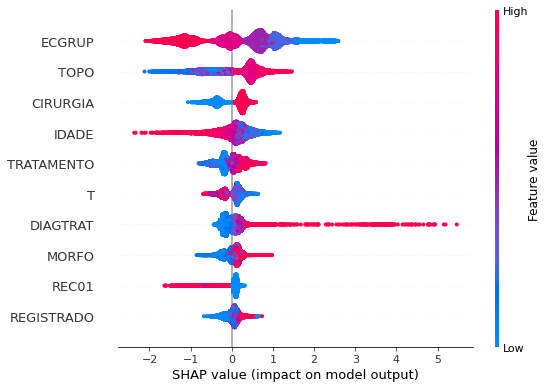 High
ECGRUP
TOPO
CIRURGIA
IDADE
TRATAMENTO
T
DIAGTRAT
MORFO
REC01
REGISTRADO
Feature value
Low
−2 −1 0 1 2 3 4 5
SHAP value (impact on model output)